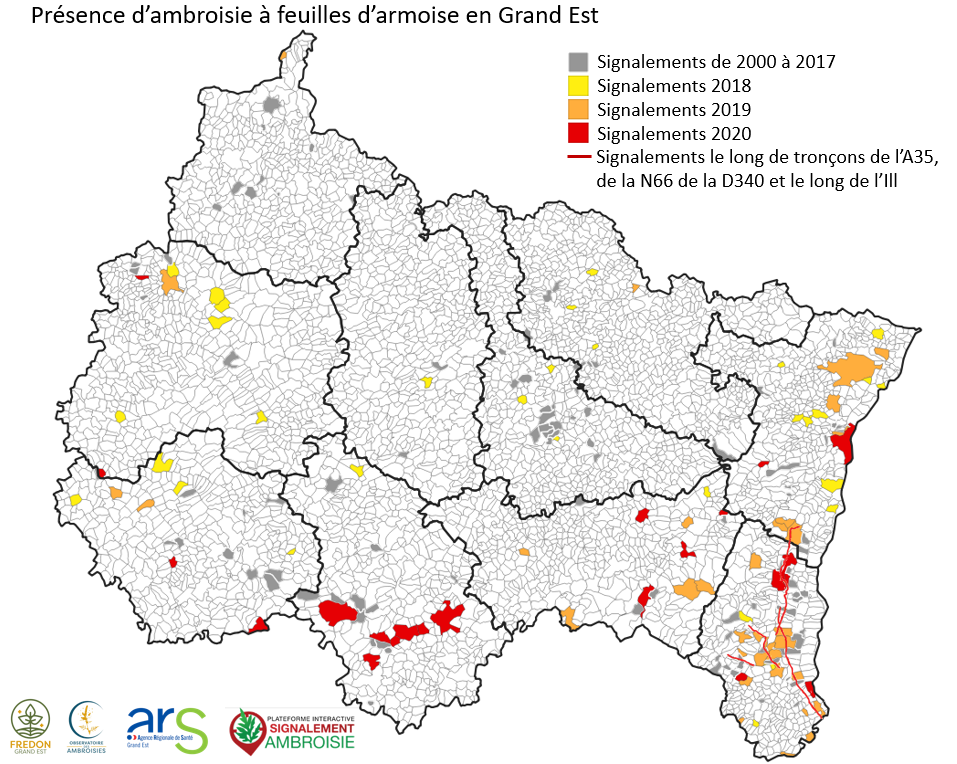 Présence d’ambroisie à feuilles d’armoise en Grand Est
Signalements de 2000 à 2017
Signalements 2018
Signalements 2019
Signalements 2020
Signalements le long de tronçons de l’A35,
de la N66 de la D340 et le long de l’Ill
FREDON
GRAND EST
OBSERVATOIRE
DES
AMBROISIES
ars
Agence Régionale de Santé
Grand Est
PLATEFORME INTERACTIVE
SIGNALEMENT
AMBROISIE